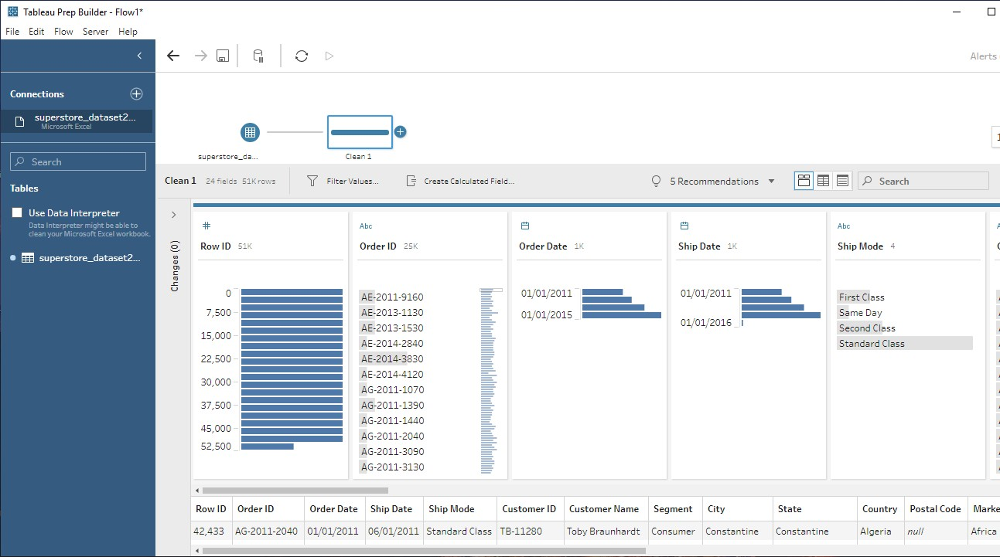 Tableau Prep Builder - Flow1*
File Edit Flow Server Help
Alerts
Connections
superstore_dataset2...
Microsoft Excel
Search
Tables
Use Data Interpreter
Data Interpreter might be able to
clean your Microsoft Excel workbook.
superstore_dataset2...
superstore_da...
Clean 1
1
Clean 1 24 fields 51K rows Filter Values... Create Calculated Field... 5 Recommendations Search
Changes (0)
#
Row ID 51K
0
7,500
15,000
22,500
30,000
37,500
45,000
52,500
Abc
Order ID 25K
AE-2011-9160
AE-2013-1130
AE-2013-1530
AE-2014-2840
AE-2014-3830
AE-2014-4120
AG-2011-1070
AG-2011-1390
AG-2011-1440
AG-2011-2040
AG-2011-3090
AG-2011-3130
Order Date 1K
01/01/2011
01/01/2015
Ship Date 1K
01/01/2011
01/01/2016
Abc
Ship Mode 4
First Class
Same Day
Second Class
Standard Class
Row ID Order ID Order Date Ship Date Ship Mode Customer ID Customer Name Segment City State Country Postal Code Marke
42,433 AG-2011-2040 01/01/2011 06/01/2011 Standard Class TB-11280 Toby Braunhardt Consumer Constantine Constantine Algeria null Africa